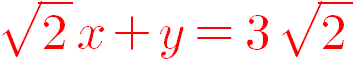 √2 x + y = 3 √2